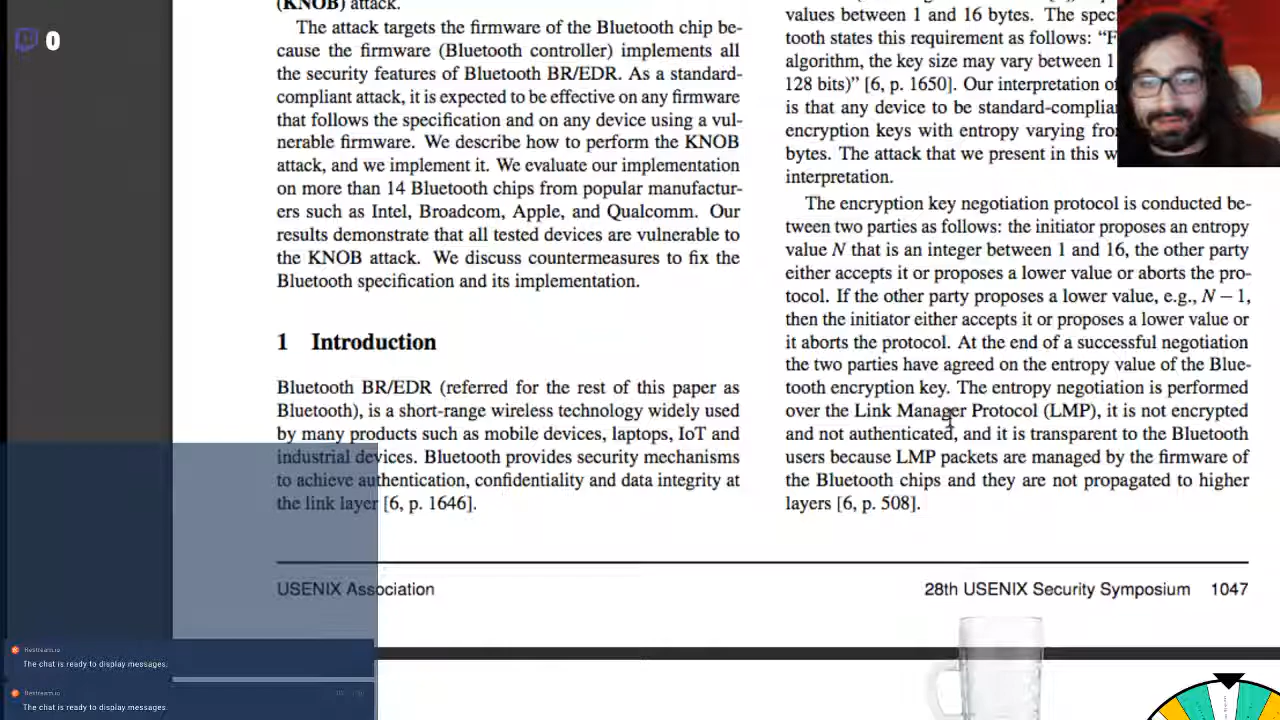 0
(KNOB) attack.
The attack targets the firmware of the Bluetooth chip be-
cause the firmware (Bluetooth controller) implements all
the security features of Bluetooth BR/EDR. As a standard-
compliant attack, it is expected to be effective on any firmware
that follows the specification and on any device using a vul-
nerable firmware. We describe how to perform the KNOB
attack, and we implement it. We evaluate our implementation
on more than 14 Bluetooth chips from popular manufactur-
ers such as Intel, Broadcom, Apple, and Qualcomm. Our
results demonstrate that all tested devices are vulnerable to
the KNOB attack. We discuss countermeasures to fix the
Bluetooth specification and its implementation.
1 Introduction
Bluetooth BR/EDR (referred for the rest of this paper as
Bluetooth), is a short-range wireless technology widely used
by many products such as mobile devices, laptops, IoT and
industrial devices. Bluetooth provides security mechanisms
to achieve authentication, confidentiality and data integrity at
the link layer [6, p. 1646].
values between 1 and 16 bytes. The spec
tooth states this requirement as follows: “F
algorithm, the key size may vary between 1
128 bits)” [6, p. 1650]. Our interpretation of
is that any device to be standard-complian
encryption keys with entropy varying fro
bytes. The attack that we present in this w
interpretation.
The encryption key negotiation protocol is conducted be-
tween two parties as follows: the initiator proposes an entropy
value N that is an integer between 1 and 16, the other party
either accepts it or proposes a lower value or aborts the pro-
tocol. If the other party proposes a lower value, e.g., N − 1,
then the initiator either accepts it or proposes a lower value or
it aborts the protocol. At the end of a successful negotiation
the two parties have agreed on the entropy value of the Blue-
tooth encryption key. The entropy negotiation is performed
over the Link Manager Protocol (LMP), it is not encrypted
and not authenticated, and it is transparent to the Bluetooth
users because LMP packets are managed by the firmware of
the Bluetooth chips and they are not propagated to higher
layers [6, p. 508].
USENIX Association
28th USENIX Security Symposium 1047
Restream.io
The chat is ready to display messages.
Restream.io
The chat is ready to display messages.